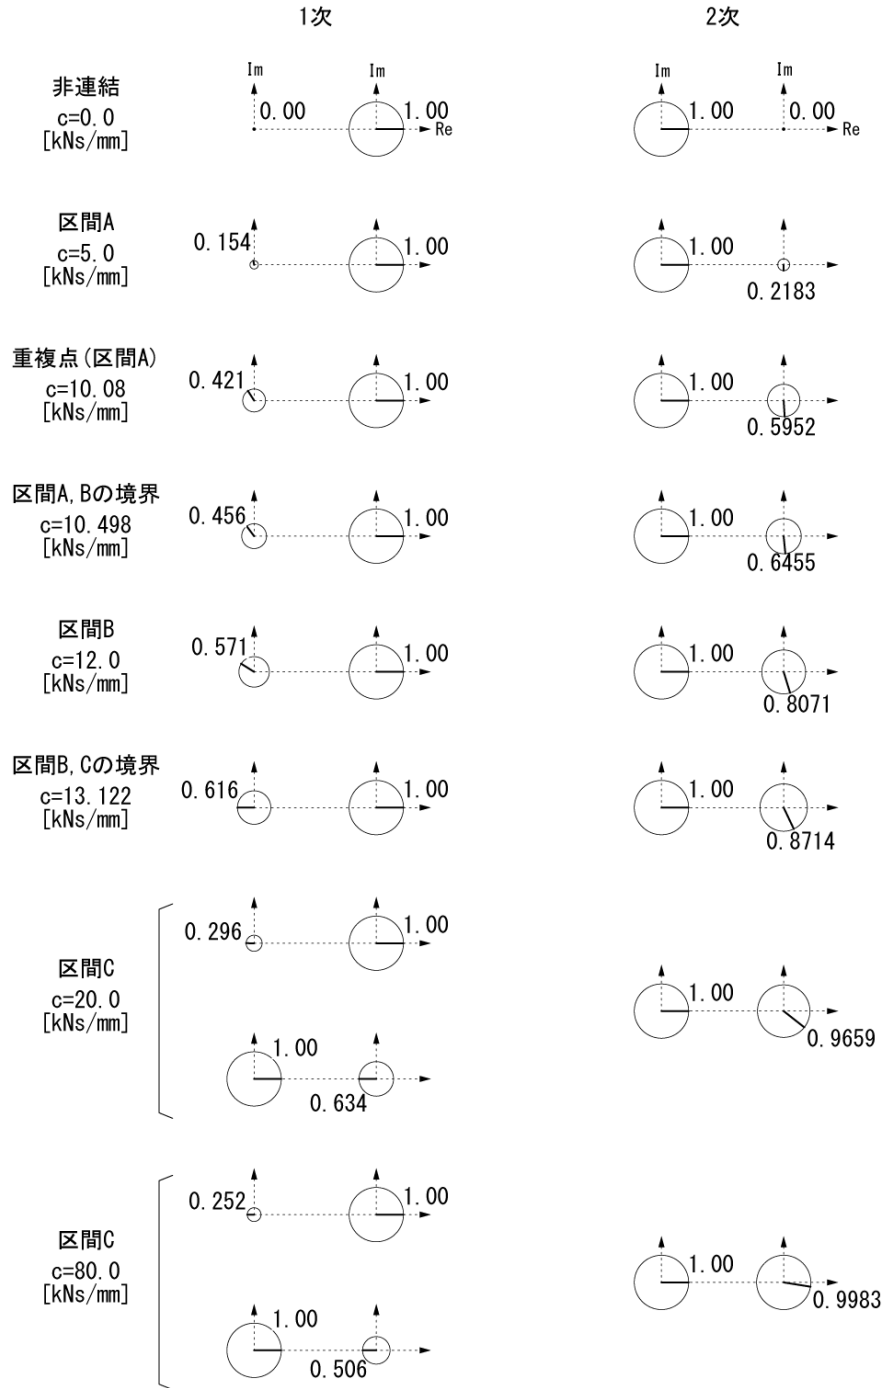 1次 2次
Im Im Im Im
非連結
c=0.0
[kNs/mm]
0.00 1.00 Re 1.00 0.00 Re
区間A
c=5.0
[kNs/mm]
0.154 1.00 1.00
0.2183
重複点(区間A)
c=10.08
[kNs/mm]
0.421 1.00 1.00
0.5952
区間A,Bの境界
c=10.498
[kNs/mm]
0.456 1.00 1.00
0.6455
区間B
c=12.0
[kNs/mm]
0.571 1.00 1.00
0.8071
区間B,Cの境界
c=13.122
[kNs/mm]
0.616 1.00 1.00
0.8714
区間C
c=20.0
[kNs/mm]
0.296 1.00
1.00
0.634
1.00
0.9659
区間C
c=80.0
[kNs/mm]
0.252 1.00
1.00
0.506
1.00
0.9983